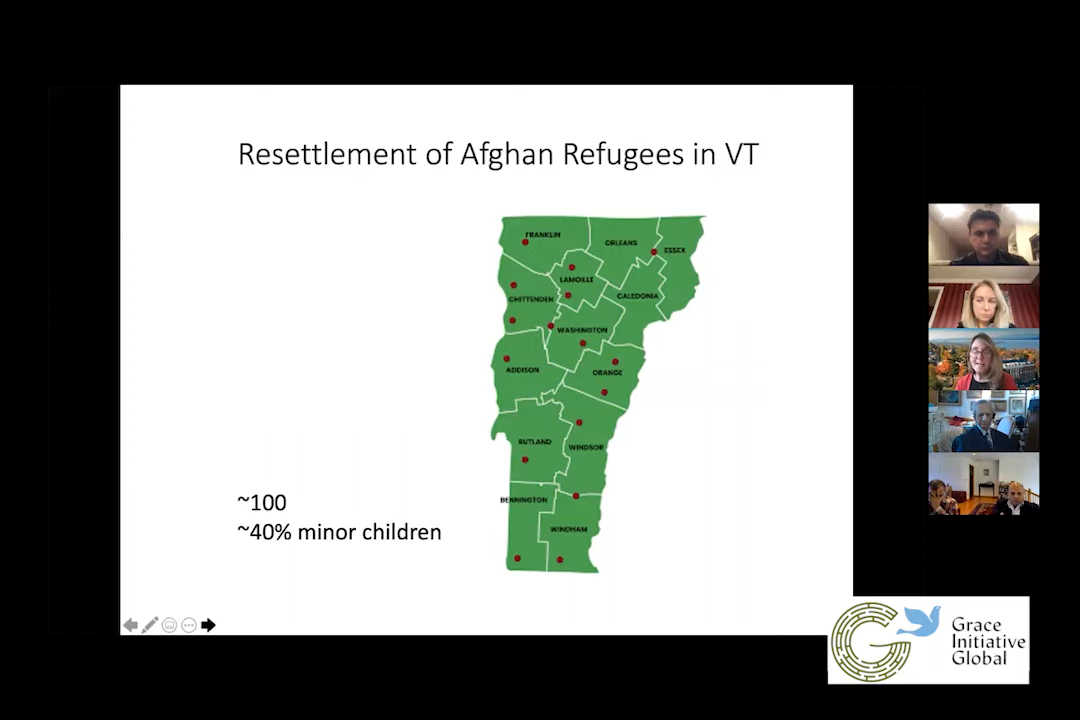 Resettlement of Afghan Refugees in VT
FRANKLIN
ORLEANS
ESSEX
LAMOILLE
CHITTENDEN
CALEDONIA
WASHINGTON
ADDISON
ORANGE
RUTLAND
WINDSOR
BENNINGTON
WINDHAM
~100
~40% minor children
Grace
Initiative
Global